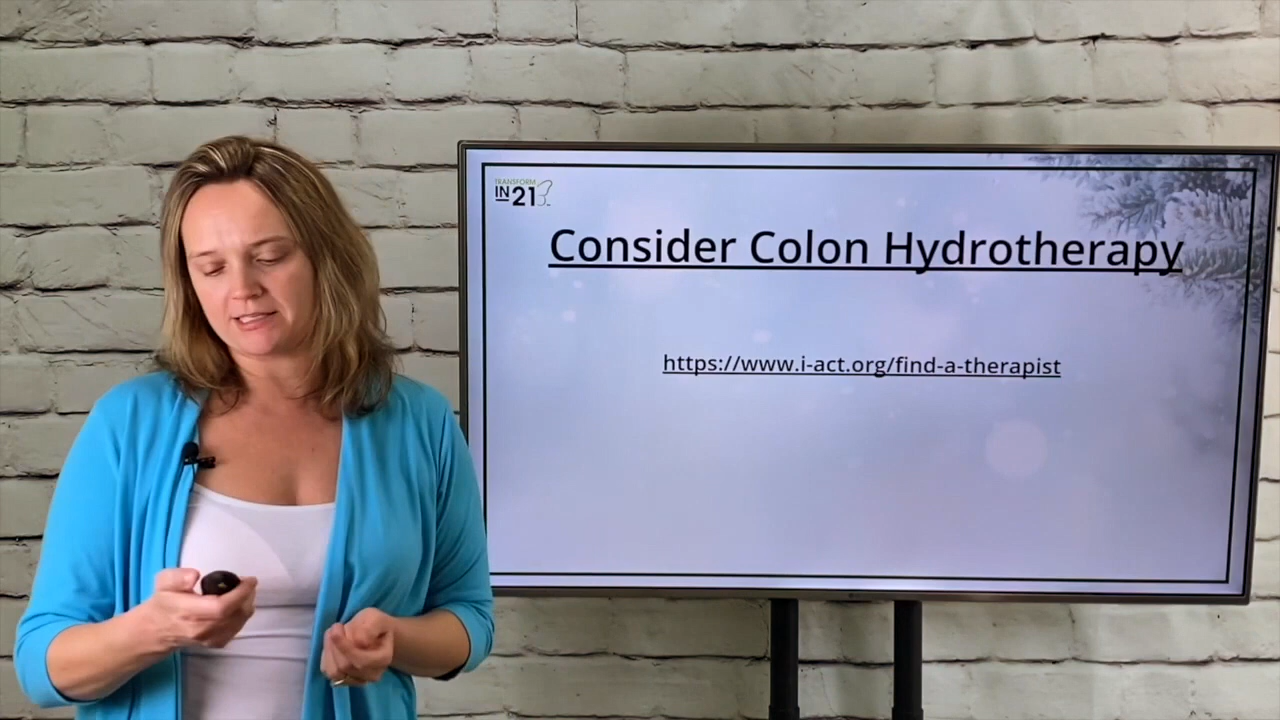 TRANSFORM
IN 21
Consider Colon Hydrotherapy
https://www.i-act.org/find-a-therapist